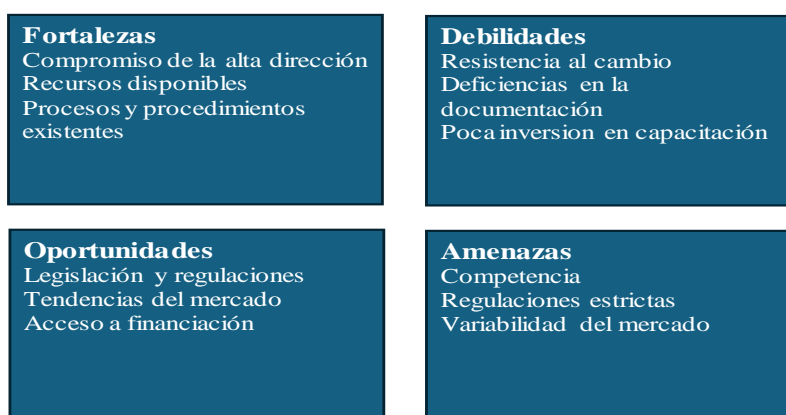 Fortalezas
Compromiso de la alta dirección
Recursos disponibles
Procesos y procedimientos
existentes
Debilidades
Resistencia al cambio
Deficiencias en la
documentación
Poca inversion en capacitación
Oportunidades
Legislación y regulaciones
Tendencias del mercado
Acceso a financiación
Amenazas
Competencia
Regulaciones estrictas
Variabilidad del mercado